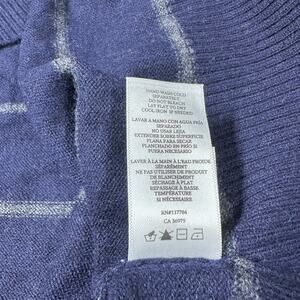 HAND WASH COLD
SEPARATELY
DO NOT BLEACH
LAY FLAT TO DRY
COOL IRON IF NEEDED
LAVAR A MANO CON AGUA FRIA
SEPARADO
NO USAR LEJIA
EXTENDER SOBRE SUPERFICIE
PLANA PARA SECAR
PLANCHADO EN FRIO SI
FUERA NECESARIO
LAVER À LA MAIN À L'EAU FROIDE
SÉPARÉMENT
NE PAS UTILISER DE PRODUIT
DE BLANCHIMENT
SÉCHAGE À PLAT
REPASSAGE À BASSE
TEMPÉRATURE
SI NÉCESSAIRE
RN#117704
CA 36975